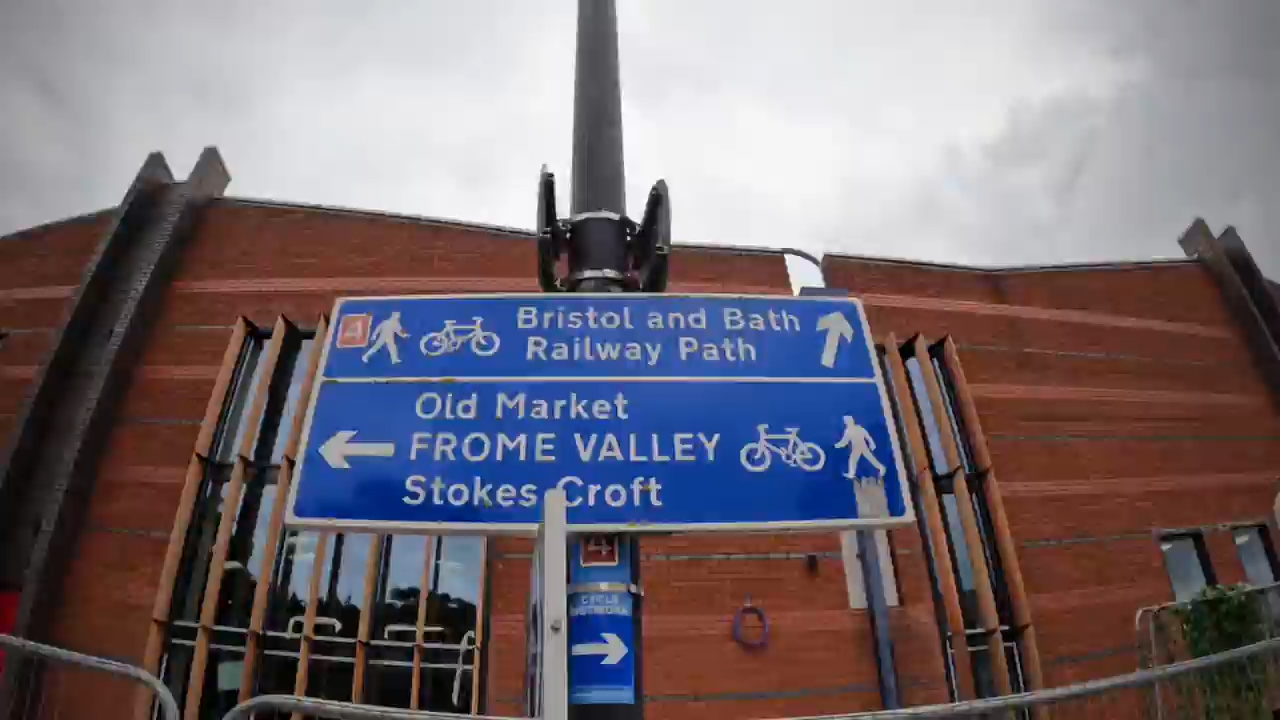 4 Bristol and Bath
Railway Path
Old Market
FROME VALLEY
Stokes Croft
4
CYCLE
NETWORK